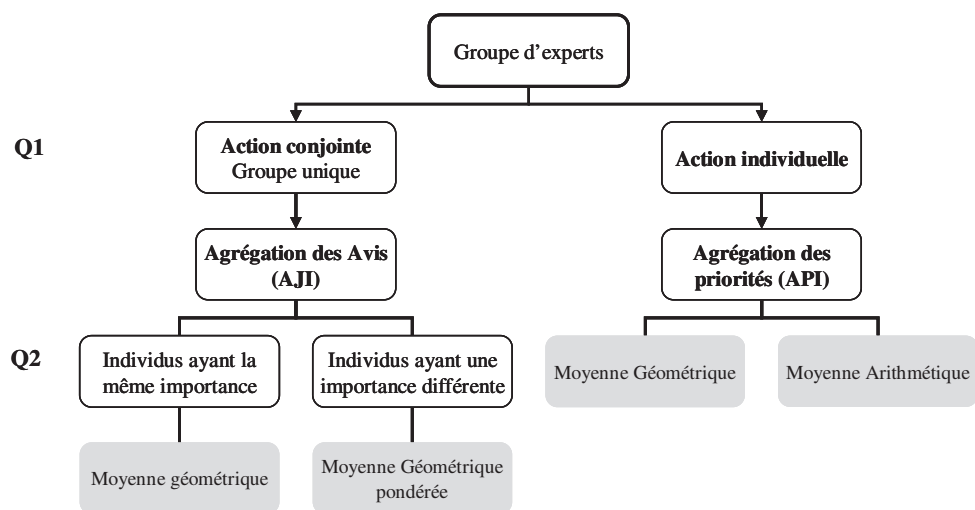 Groupe d'experts
Q1
Action conjointe
Groupe unique
Action individuelle
Agrégation des Avis
(AJI)
Agrégation des
priorités (API)
Q2
Individus ayant la
même importance
Individus ayant une
importance différente
Moyenne Géométrique
Moyenne Arithmétique
Moyenne géométrique
Moyenne Géométrique
pondérée